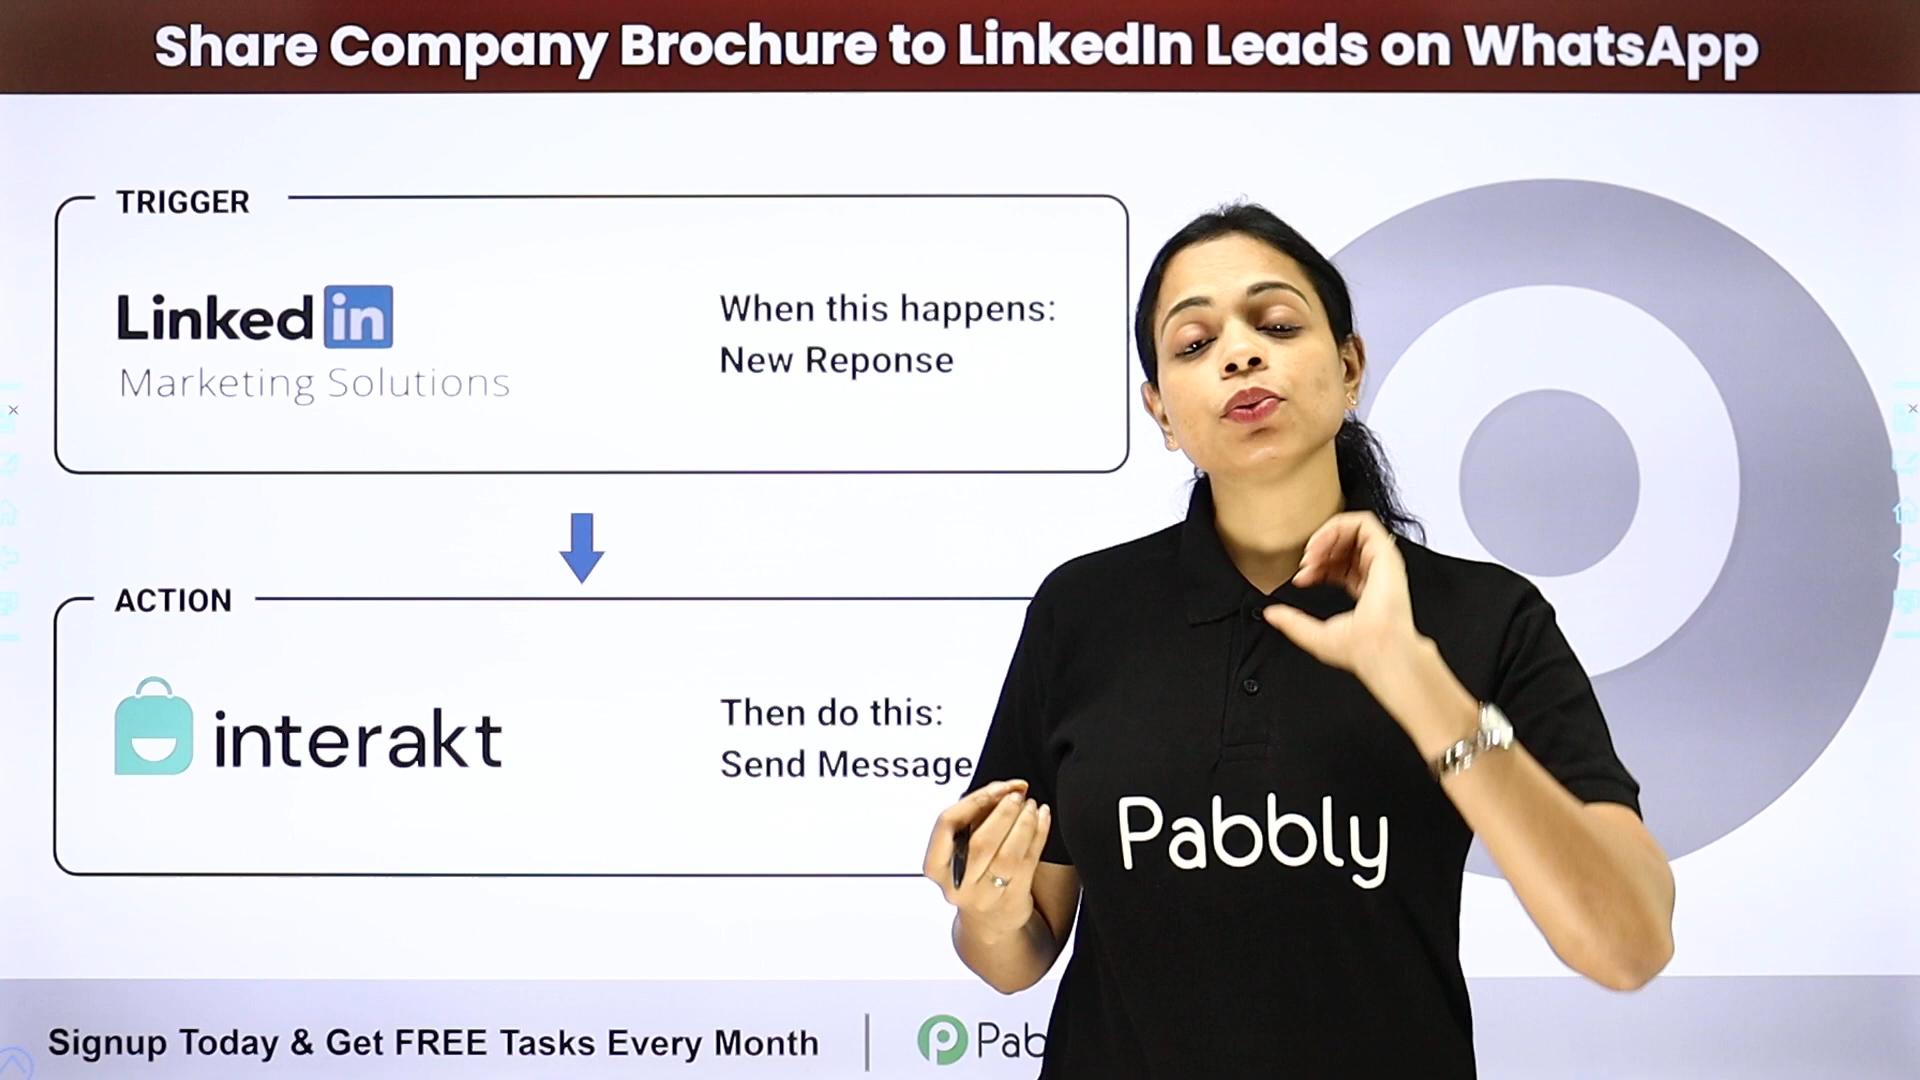 Share Company Brochure to LinkedIn Leads on WhatsApp
TRIGGER
Linked in
Marketing Solutions
When this happens:
New Reponse
ACTION
interakt
Then do this:
Send Message
Pabbly
Signup Today & Get FREE Tasks Every Month
Pab